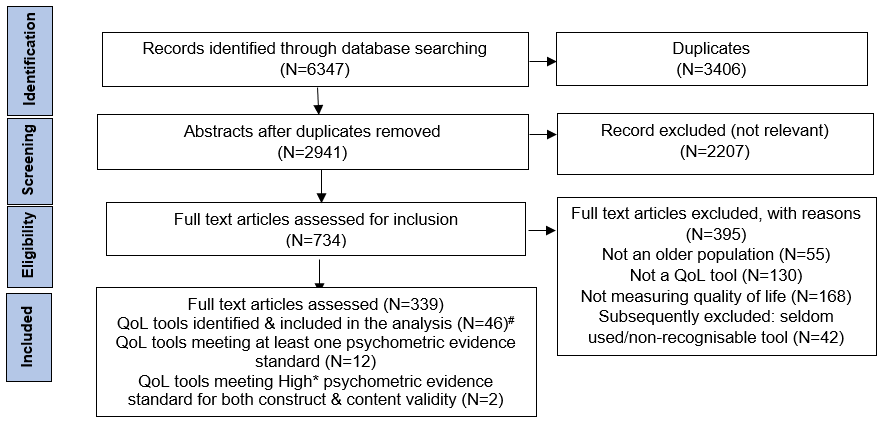 Identification
Records identified through database searching
(N=6347)
Duplicates
(N=3406)
Screening
Abstracts after duplicates removed
(N=2941)
Record excluded (not relevant)
(N=2207)
Eligibility
Full text articles assessed for inclusion
(N=734)
Full text articles excluded, with reasons
(N=395)
Not an older population (N=55)
Not a QoL tool (N=130)
Not measuring quality of life (N=168)
Subsequently excluded: seldom
used/non-recognisable tool (N=42)
Included
Full text articles assessed (N=339)
QoL tools identified & included in the analysis (N=46)#
QoL tools meeting at least one psychometric evidence
standard (N=12)
QoL tools meeting High* psychometric evidence
standard for both construct & content validity (N=2)